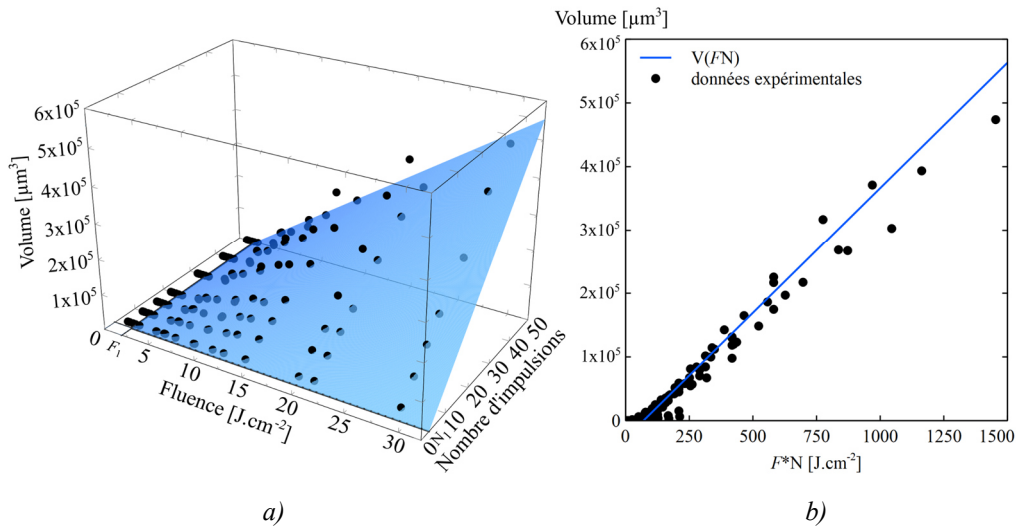 Volume [µm³]
6x10⁵
5x10⁵
4x10⁵
3x10⁵
2x10⁵
1x10⁵
0
F₁
5
10
15
20
25
30
Fluence [J.cm⁻²]
0
N₁
10
20
30
40
50
Nombre d'impulsions
a)
Volume [µm³]
6x10⁵
5x10⁵
4x10⁵
3x10⁵
2x10⁵
1x10⁵
0
V(FN)
données expérimentales
0 250 500 750 1000 1250 1500
F*N [J.cm⁻²]
b)